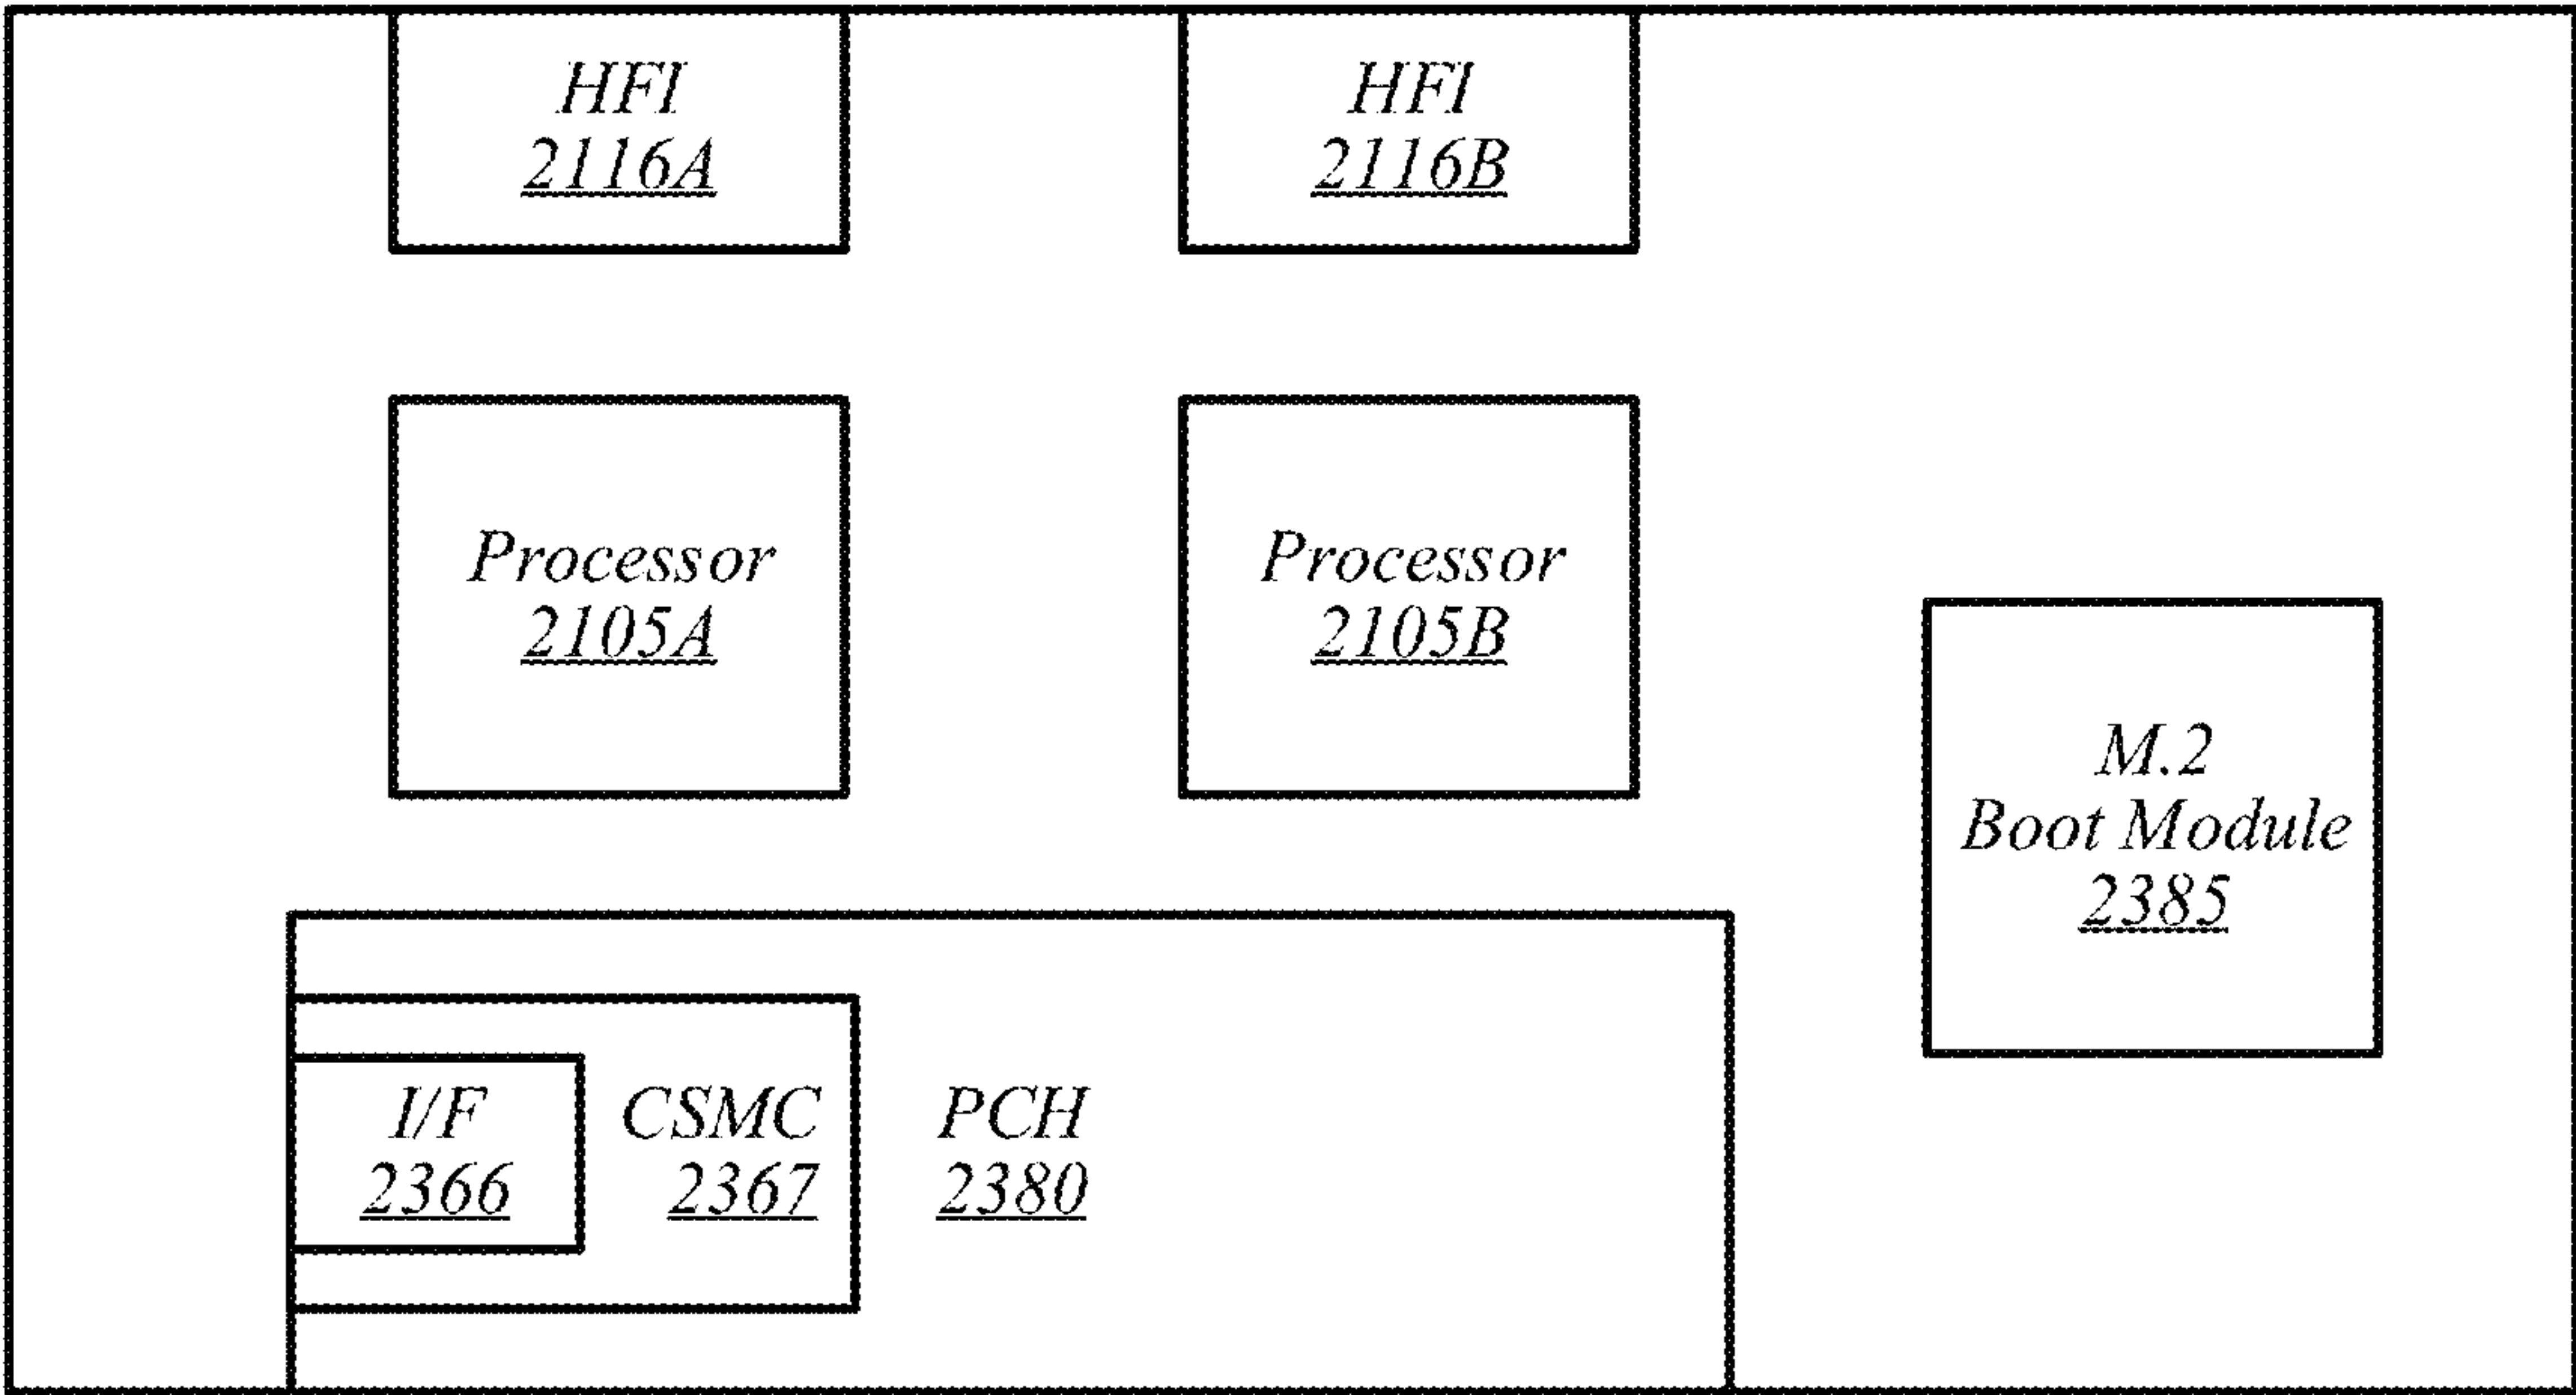 HFI
2116A
HFI
2116B
Processor
2105A
Processor
2105B
M.2
Boot Module
2385
I/F
2366
CSMC
2367
PCH
2380